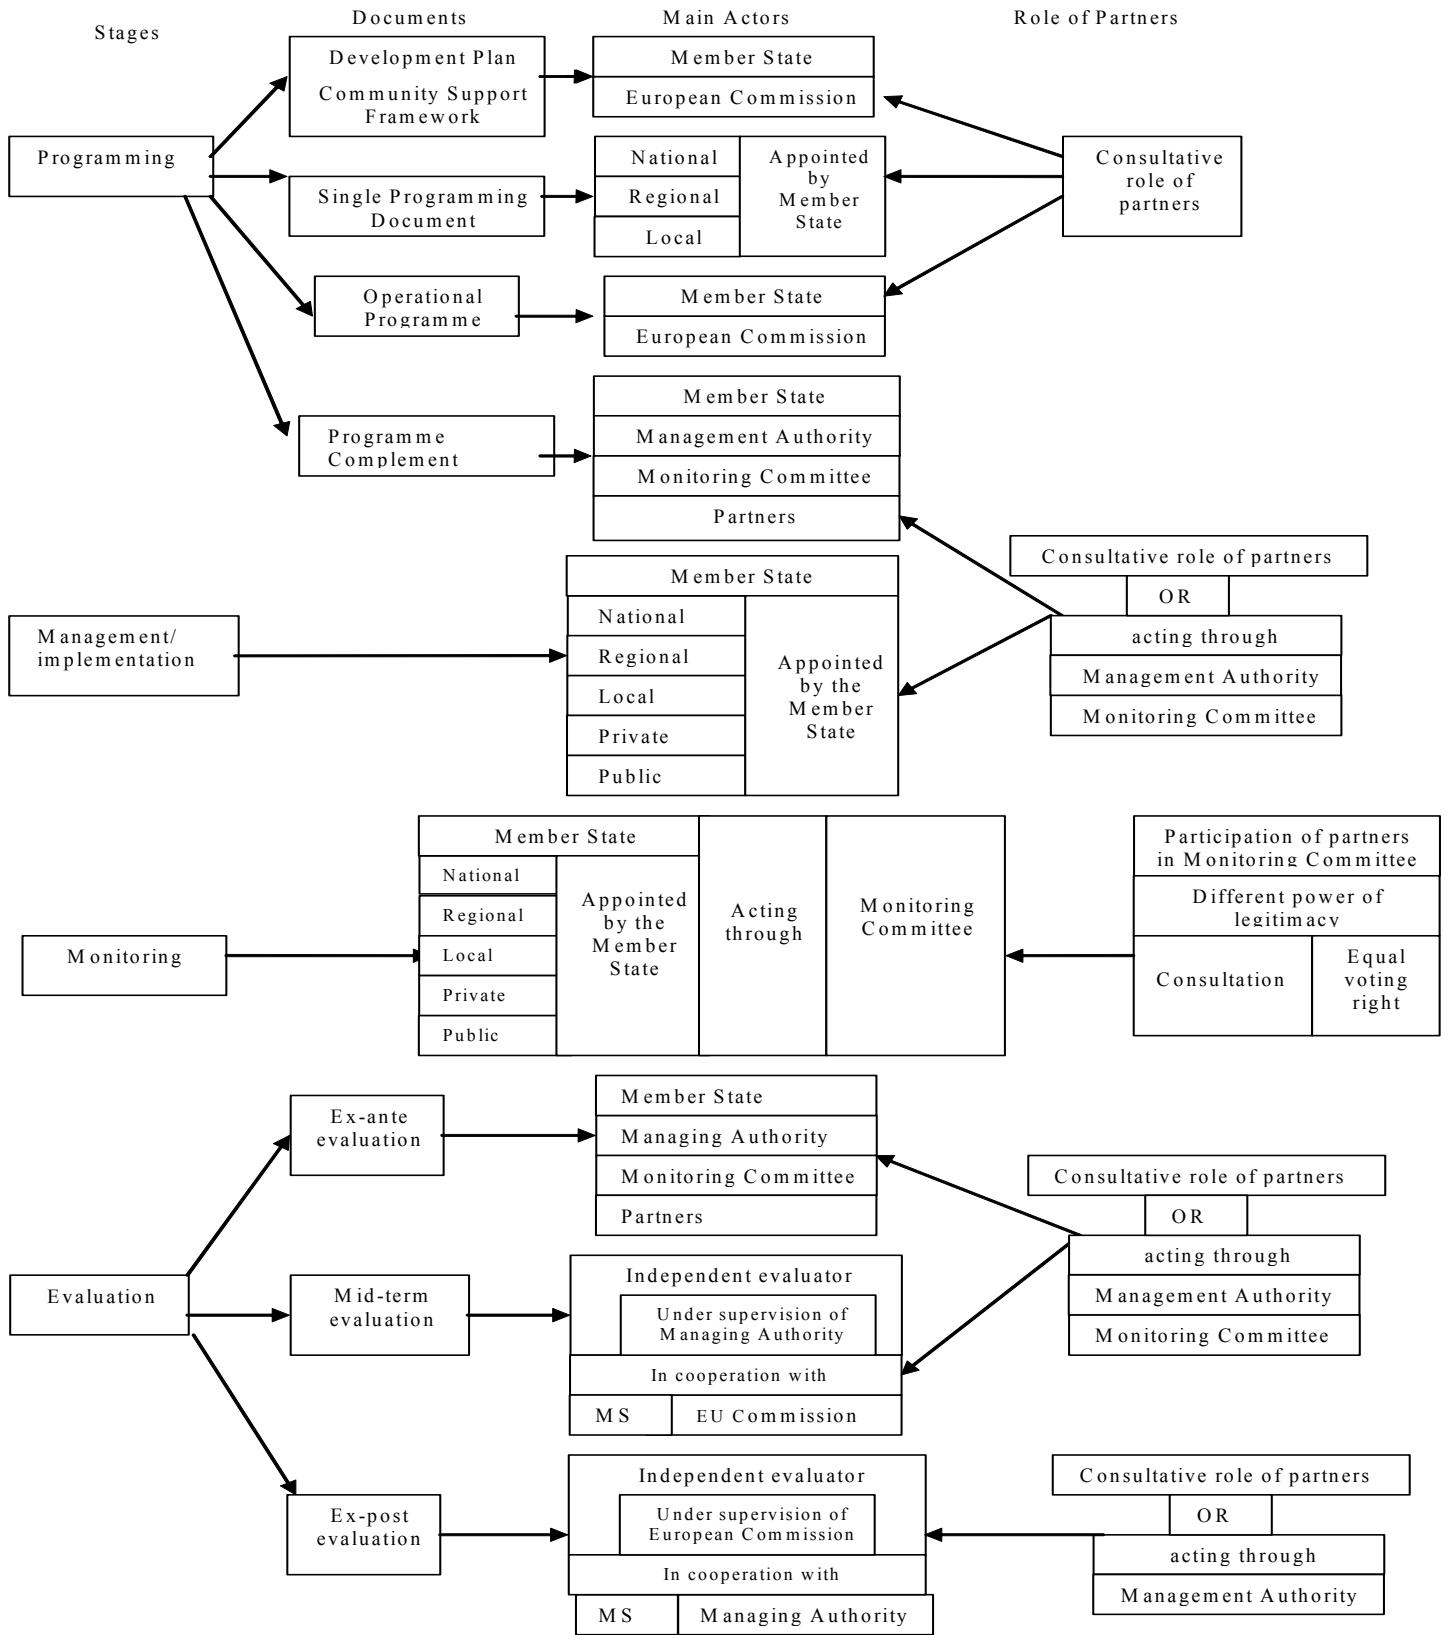 Stages
Documents
Main Actors
Role of Partners
Programming
Development Plan
Community Support
Framework
Member State
European Commission
Single Programming
Document
National
Regional
Local
Appointed
by
Member
State
Consultative
role of
partners
Operational
Programme
Member State
European Commission
Programme
Complement
Member State
Management Authority
Monitoring Committee
Partners
Management/
implementation
Member State
National
Regional
Local
Private
Public
Appointed
by the
Member
State
Consultative role of partners
OR
acting through
Management Authority
Monitoring Committee
Monitoring
Member State
National
Regional
Local
Private
Public
Appointed
by the
Member
State
Acting
through
Monitoring
Committee
Participation of partners
in Monitoring Committee
Different power of
legitimacy
Consultation
Equal
voting
right
Evaluation
Ex-ante
evaluation
Member State
Managing Authority
Monitoring Committee
Partners
Mid-term
evaluation
Independent evaluator
Under supervision of
Managing Authority
In cooperation with
MS
EU Commission
Consultative role of partners
OR
acting through
Management Authority
Monitoring Committee
Ex-post
evaluation
Independent evaluator
Under supervision of
European Commission
In cooperation with
MS
Managing Authority
Consultative role of partners
OR
acting through
Management Authority